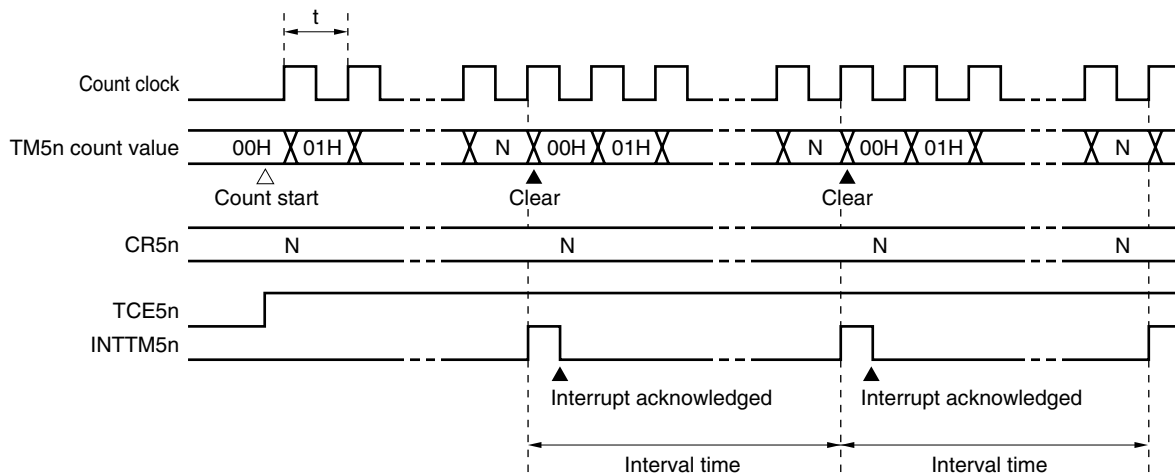 t
Count clock
TM5n count value 00H 01H N 00H 01H N 00H 01H N
Count start Clear Clear
CR5n N N N N
TCE5n
INTTM5n
Interrupt acknowledged Interrupt acknowledged
Interval time Interval time